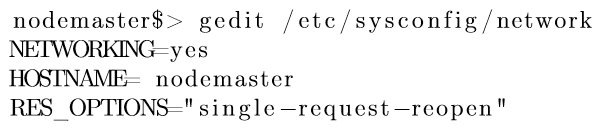 nodemaster$> gedit /etc/sysconfig/network
NETWORKING=yes
HOSTNAME= nodemaster
RES_OPTIONS="single-request-reopen"